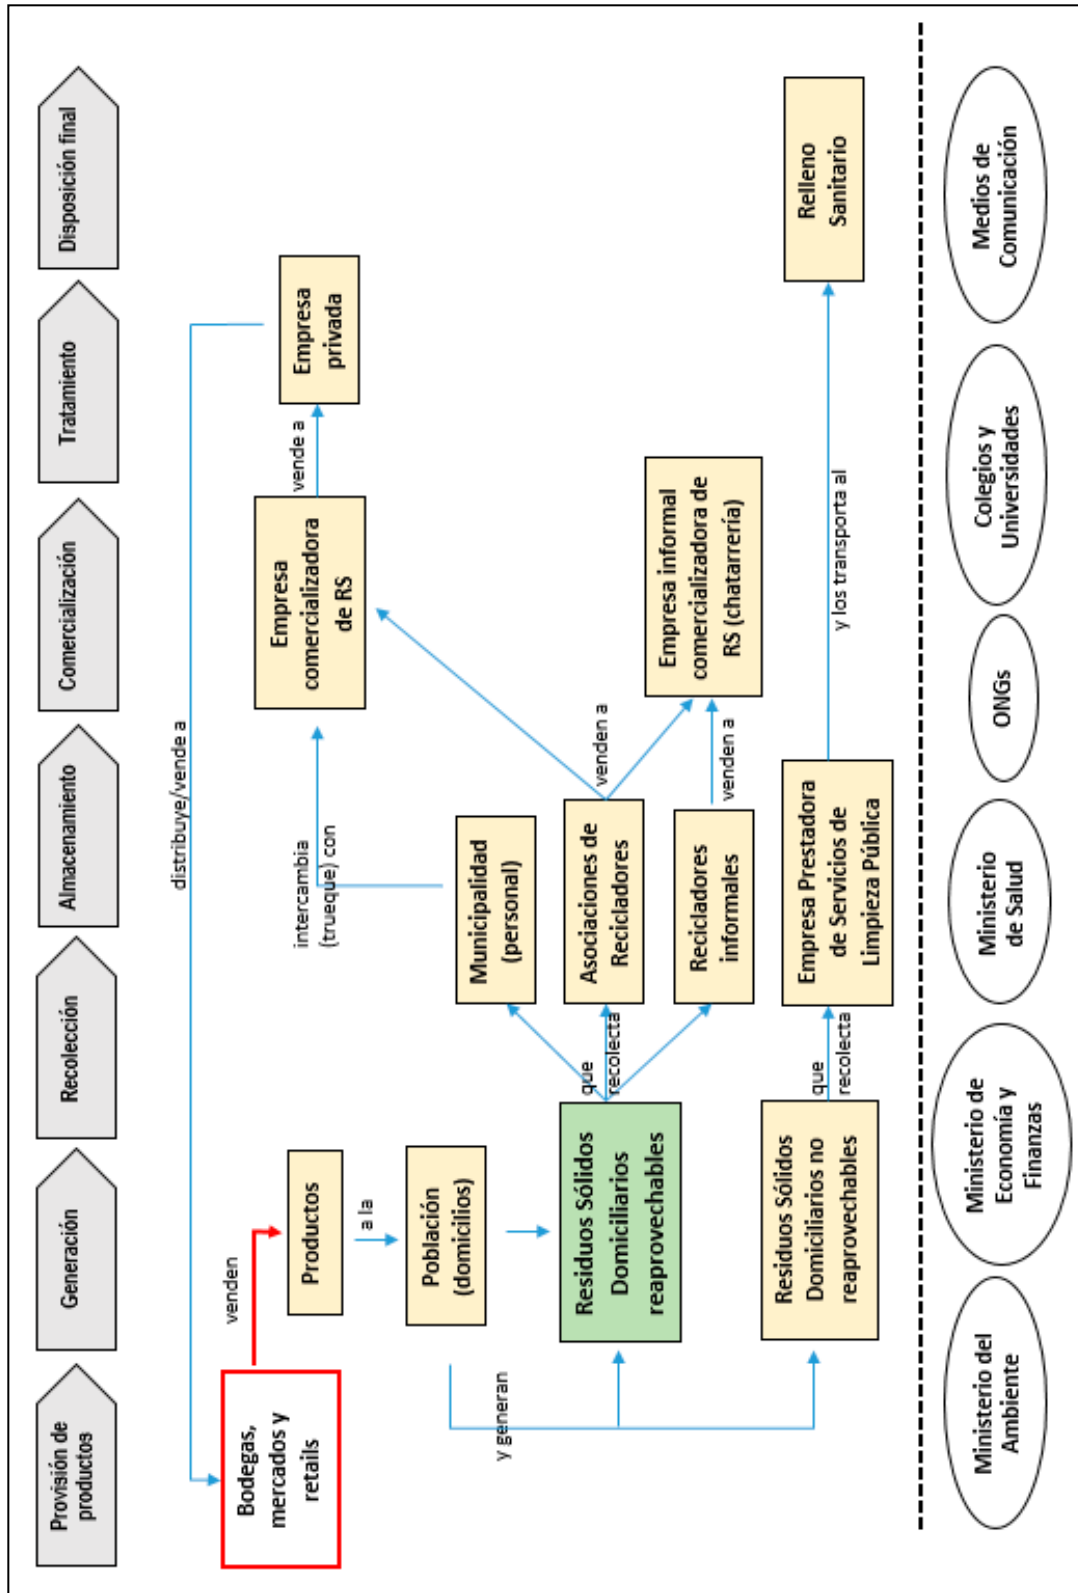 Provisión de
productos
Generación
Recolección
Almacenamiento
Comercialización
Tratamiento
Disposición final
distribuye/vende a
Bodegas,
mercados y
retails
venden
Productos
a la
Población
(domicilios)
y generan
Residuos Sólidos
Domiciliarios
reaprovechables
Residuos Sólidos
Domiciliarios no
reaprovechables
que
recolecta
que
recolecta
Municipalidad
(personal)
Asociaciones de
Recicladores
Recicladores
informales
Empresa Prestadora
de Servicios de
Limpieza Pública
intercambia
(trueque) con
venden a
venden a
Empresa
comercializadora
de RS
Empresa informal
comercializadora de
RS (chatarrería)
vende a
Empresa
privada
y los transporta al
Relleno
Sanitario
Ministerio del
Ambiente
Ministerio de
Economía y
Finanzas
Ministerio
de Salud
ONGs
Colegios y
Universidades
Medios de
Comunicación